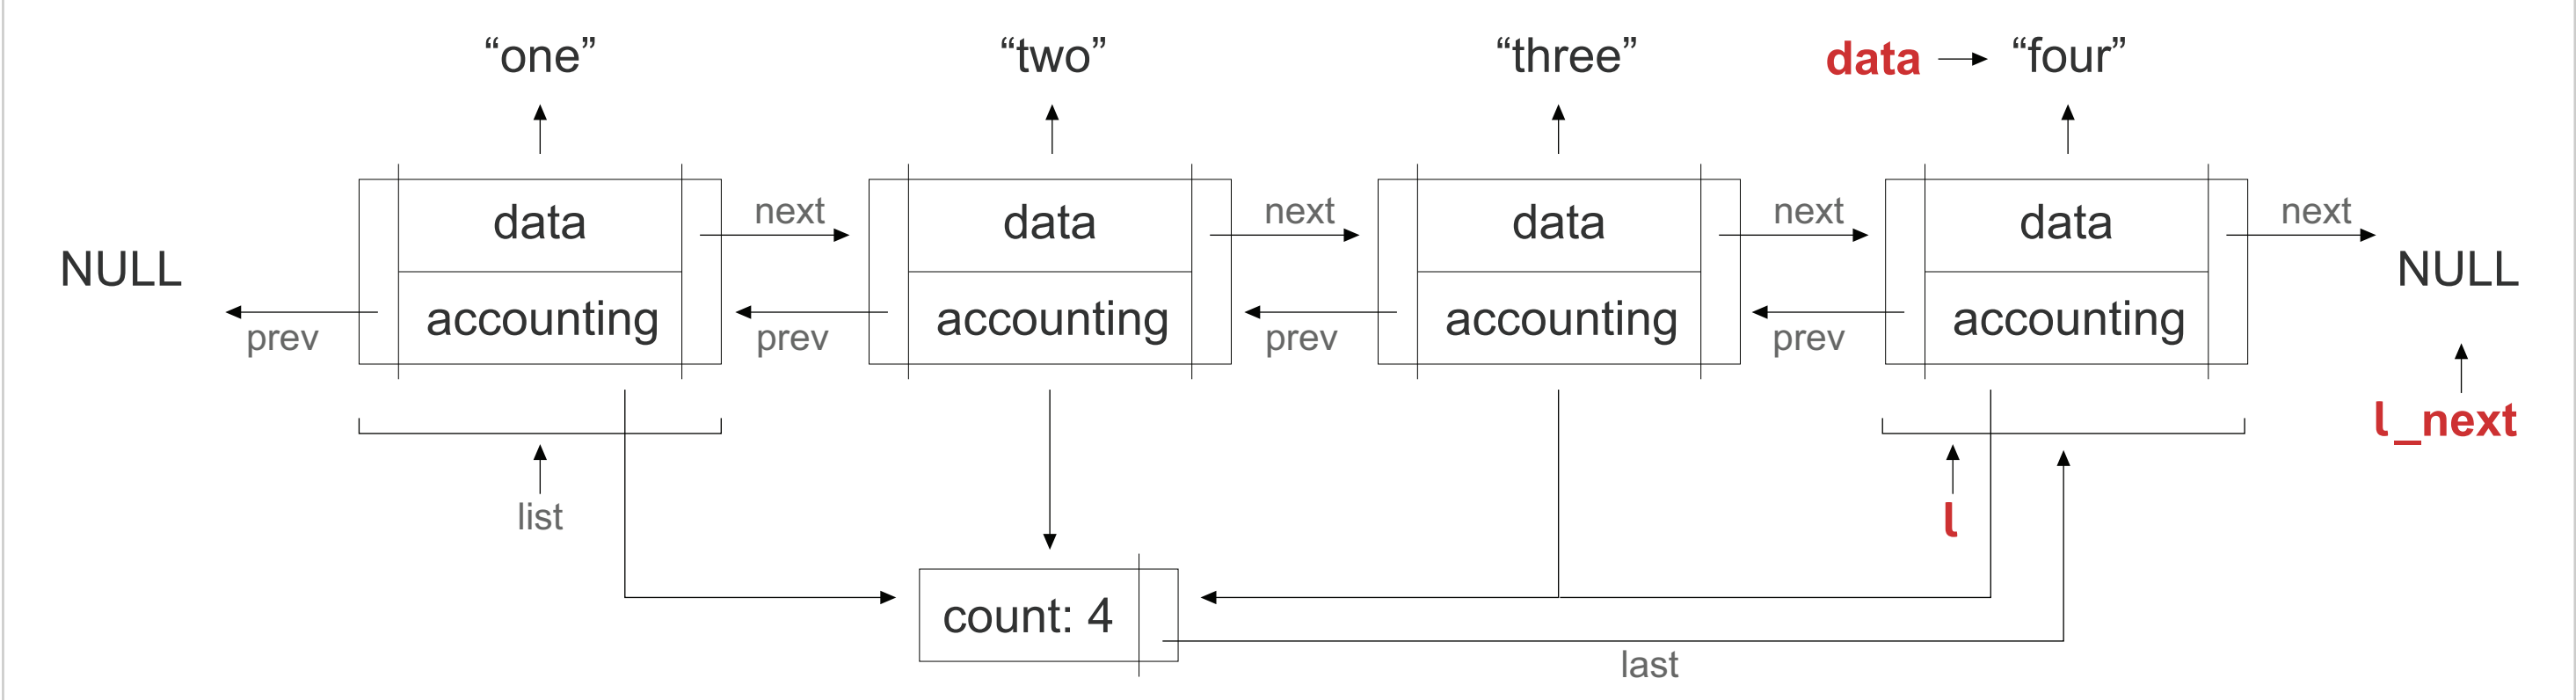 “one”
“two”
“three”
data
“four”
data
next
data
next
data
next
data
next
NULL
NULL
accounting
accounting
accounting
accounting
prev
prev
prev
prev
l_next
list
l
count: 4
last